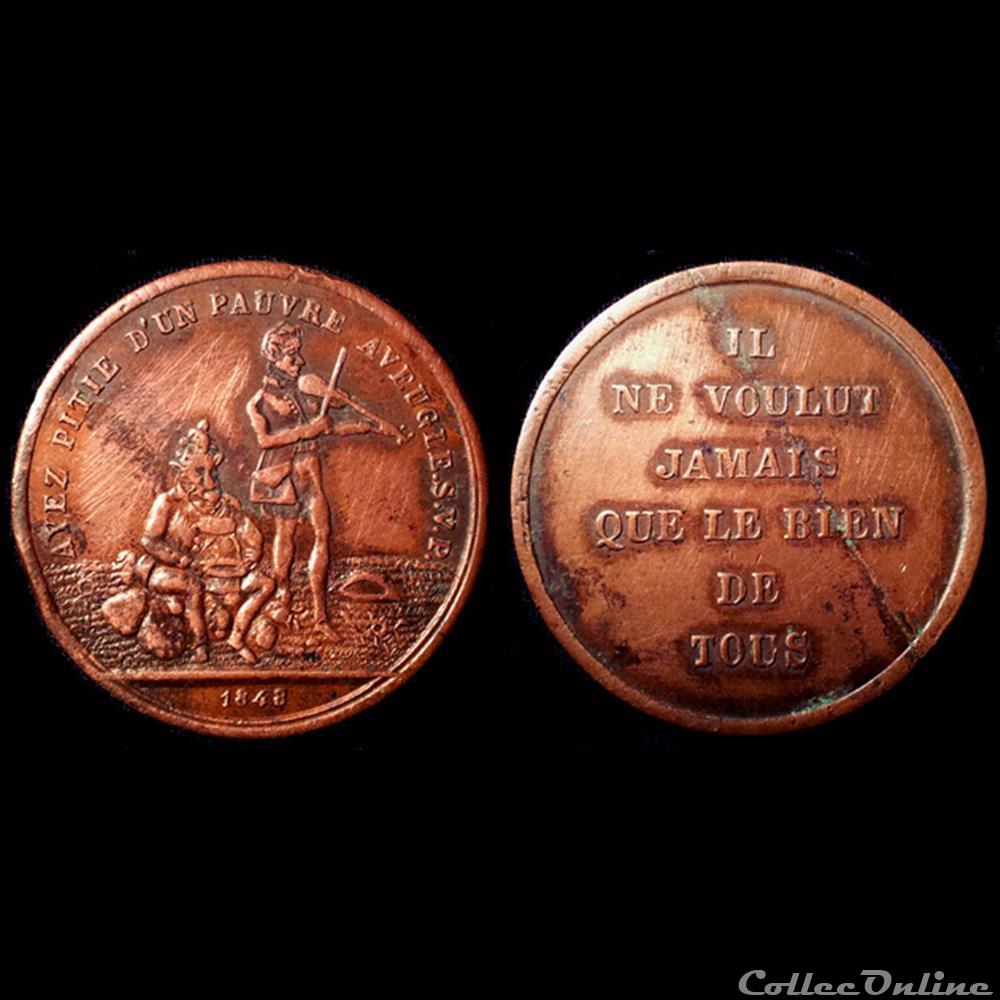 AYEZ PITIE D'UN PAUVRE AVEUGLE.S.V.P.
1848
IL
NE VOULUT
JAMAIS
QUE LE BIEN
DE
TOUS
CollecOnline